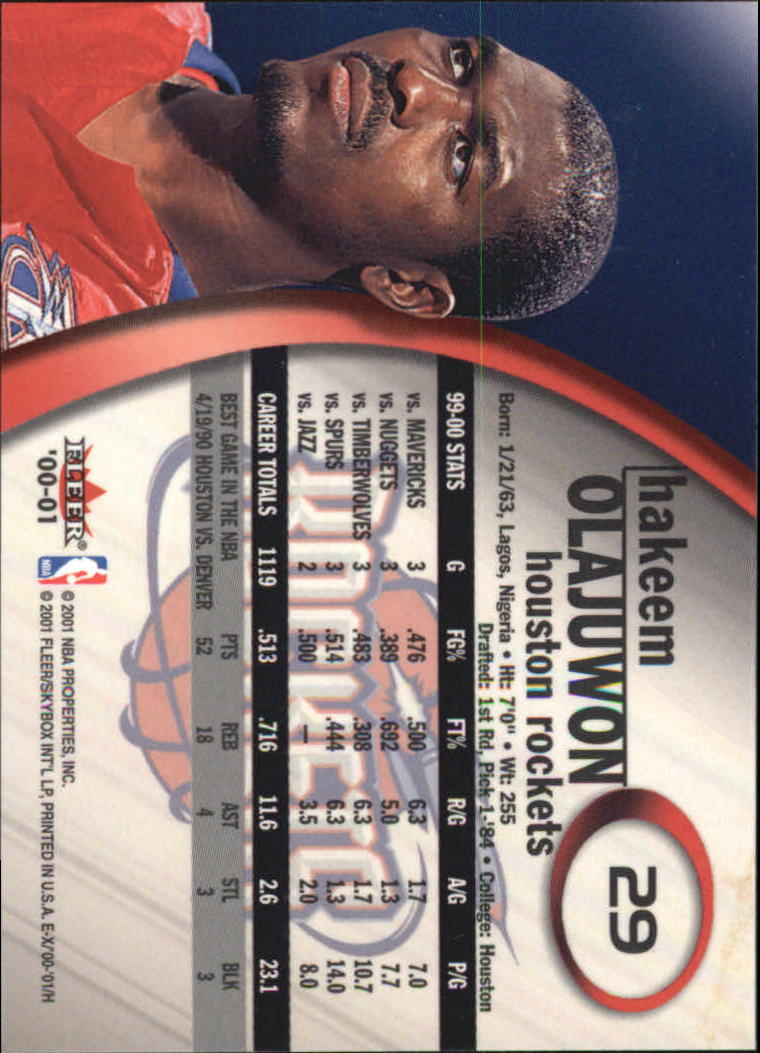 29
hakeem
OLAJUWON
houston rockets
Born: 1/21/63, Lagos, Nigeria • Ht: 7'0" • Wt: 255
Drafted: 1st Rd, Pick 1-'84 • College: Houston
99-00 STATS G FG% FT% R/G A/G P/G
vs. MAVERICKS 3 .476 .500 6.3 1.7 7.0
vs. NUGGETS 3 .389 .692 5.0 1.3 7.7
vs. TIMBERWOLVES 3 .483 .308 6.3 1.7 10.7
vs. SPURS 3 .514 .444 6.3 1.3 14.0
vs. JAZZ 2 .500 — 3.5 2.0 8.0
CAREER TOTALS 1119 .513 .716 11.6 2.6 23.1
BEST GAME IN THE NBA PTS REB AST STL BLK
4/19/90 HOUSTON VS. DENVER 52 18 4 3 3
ROCKETS
FLEER®
'00-01
NBA
© 2001 NBA PROPERTIES, INC.
© 2001 FLEER/SKYBOX INT'L LP, PRINTED IN U.S.A. E-X/'00-'01/H